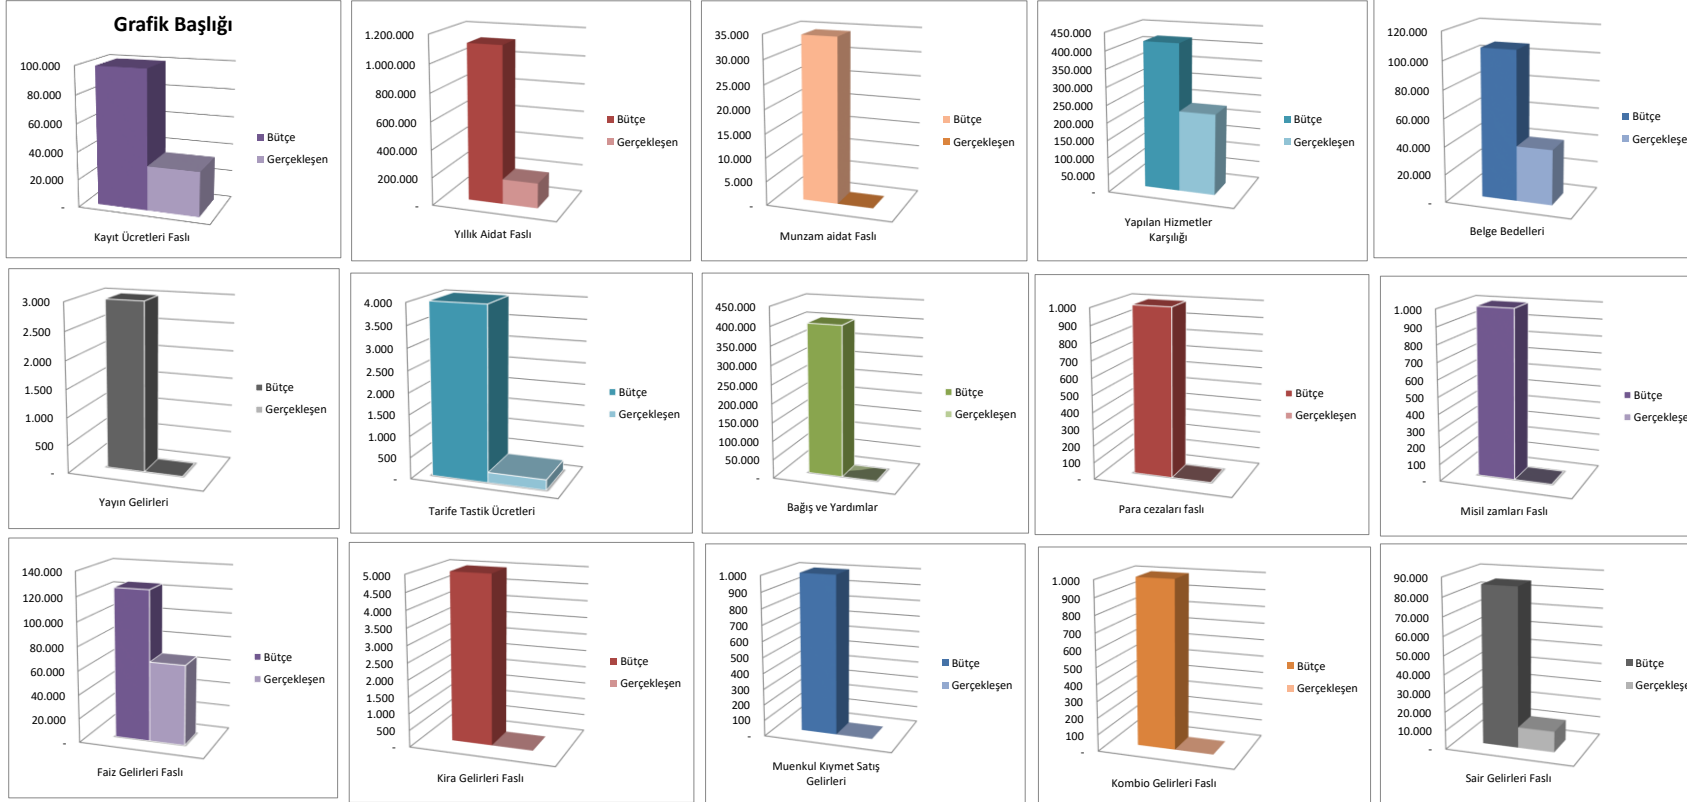 Grafik Başlığı
100.000
80.000
60.000
40.000
20.000
-
Bütçe
Gerçekleşen
Kayıt Ücretleri Faslı
1.200.000
1.000.000
800.000
600.000
400.000
200.000
-
Bütçe
Gerçekleşen
Yıllık Aidat Faslı
35.000
30.000
25.000
20.000
15.000
10.000
5.000
-
Bütçe
Gerçekleşen
Munzam aidat Faslı
450.000
400.000
350.000
300.000
250.000
200.000
150.000
100.000
50.000
-
Bütçe
Gerçekleşen
Yapılan Hizmetler
Karşılığı
120.000
100.000
80.000
60.000
40.000
20.000
-
Bütçe
Gerçekleşe
Belge Bedelleri
3.000
2.500
2.000
1.500
1.000
500
-
Bütçe
Gerçekleşen
Yayın Gelirleri
4.000
3.500
3.000
2.500
2.000
1.500
1.000
500
-
Bütçe
Gerçekleşen
Tarife Tastik Ücretleri
450.000
400.000
350.000
300.000
250.000
200.000
150.000
100.000
50.000
-
Bütçe
Gerçekleşen
Bağış ve Yardımlar
1.000
900
800
700
600
500
400
300
200
100
-
Bütçe
Gerçekleşen
Para cezaları faslı
1.000
900
800
700
600
500
400
300
200
100
-
Bütçe
Gerçekleşe
Misil zamları Faslı
140.000
120.000
100.000
80.000
60.000
40.000
20.000
-
Bütçe
Gerçekleşen
Faiz Gelirleri Faslı
5.000
4.500
4.000
3.500
3.000
2.500
2.000
1.500
1.000
500
-
Bütçe
Gerçekleşen
Kira Gelirleri Faslı
1.000
900
800
700
600
500
400
300
200
100
-
Bütçe
Gerçekleşen
Muenkul Kıymet Satış
Gelirleri
1.000
900
800
700
600
500
400
300
200
100
-
Bütçe
Gerçekleşen
Kombio Gelirleri Faslı
90.000
80.000
70.000
60.000
50.000
40.000
30.000
20.000
10.000
-
Bütçe
Gerçekleşe
Sair Gelirleri Faslı